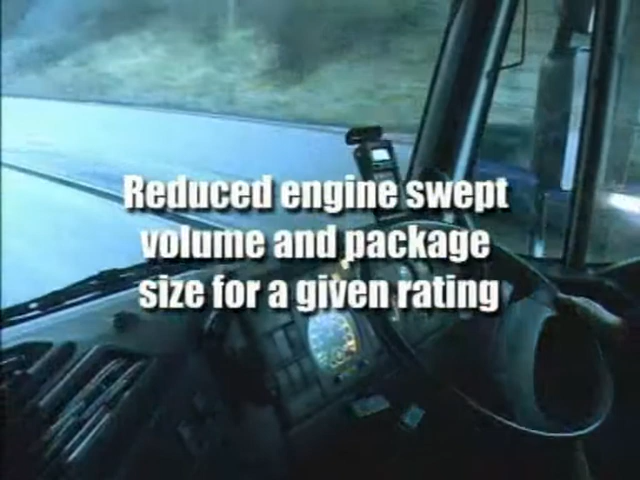 Reduced engine swept
volume and package
size for a given rating